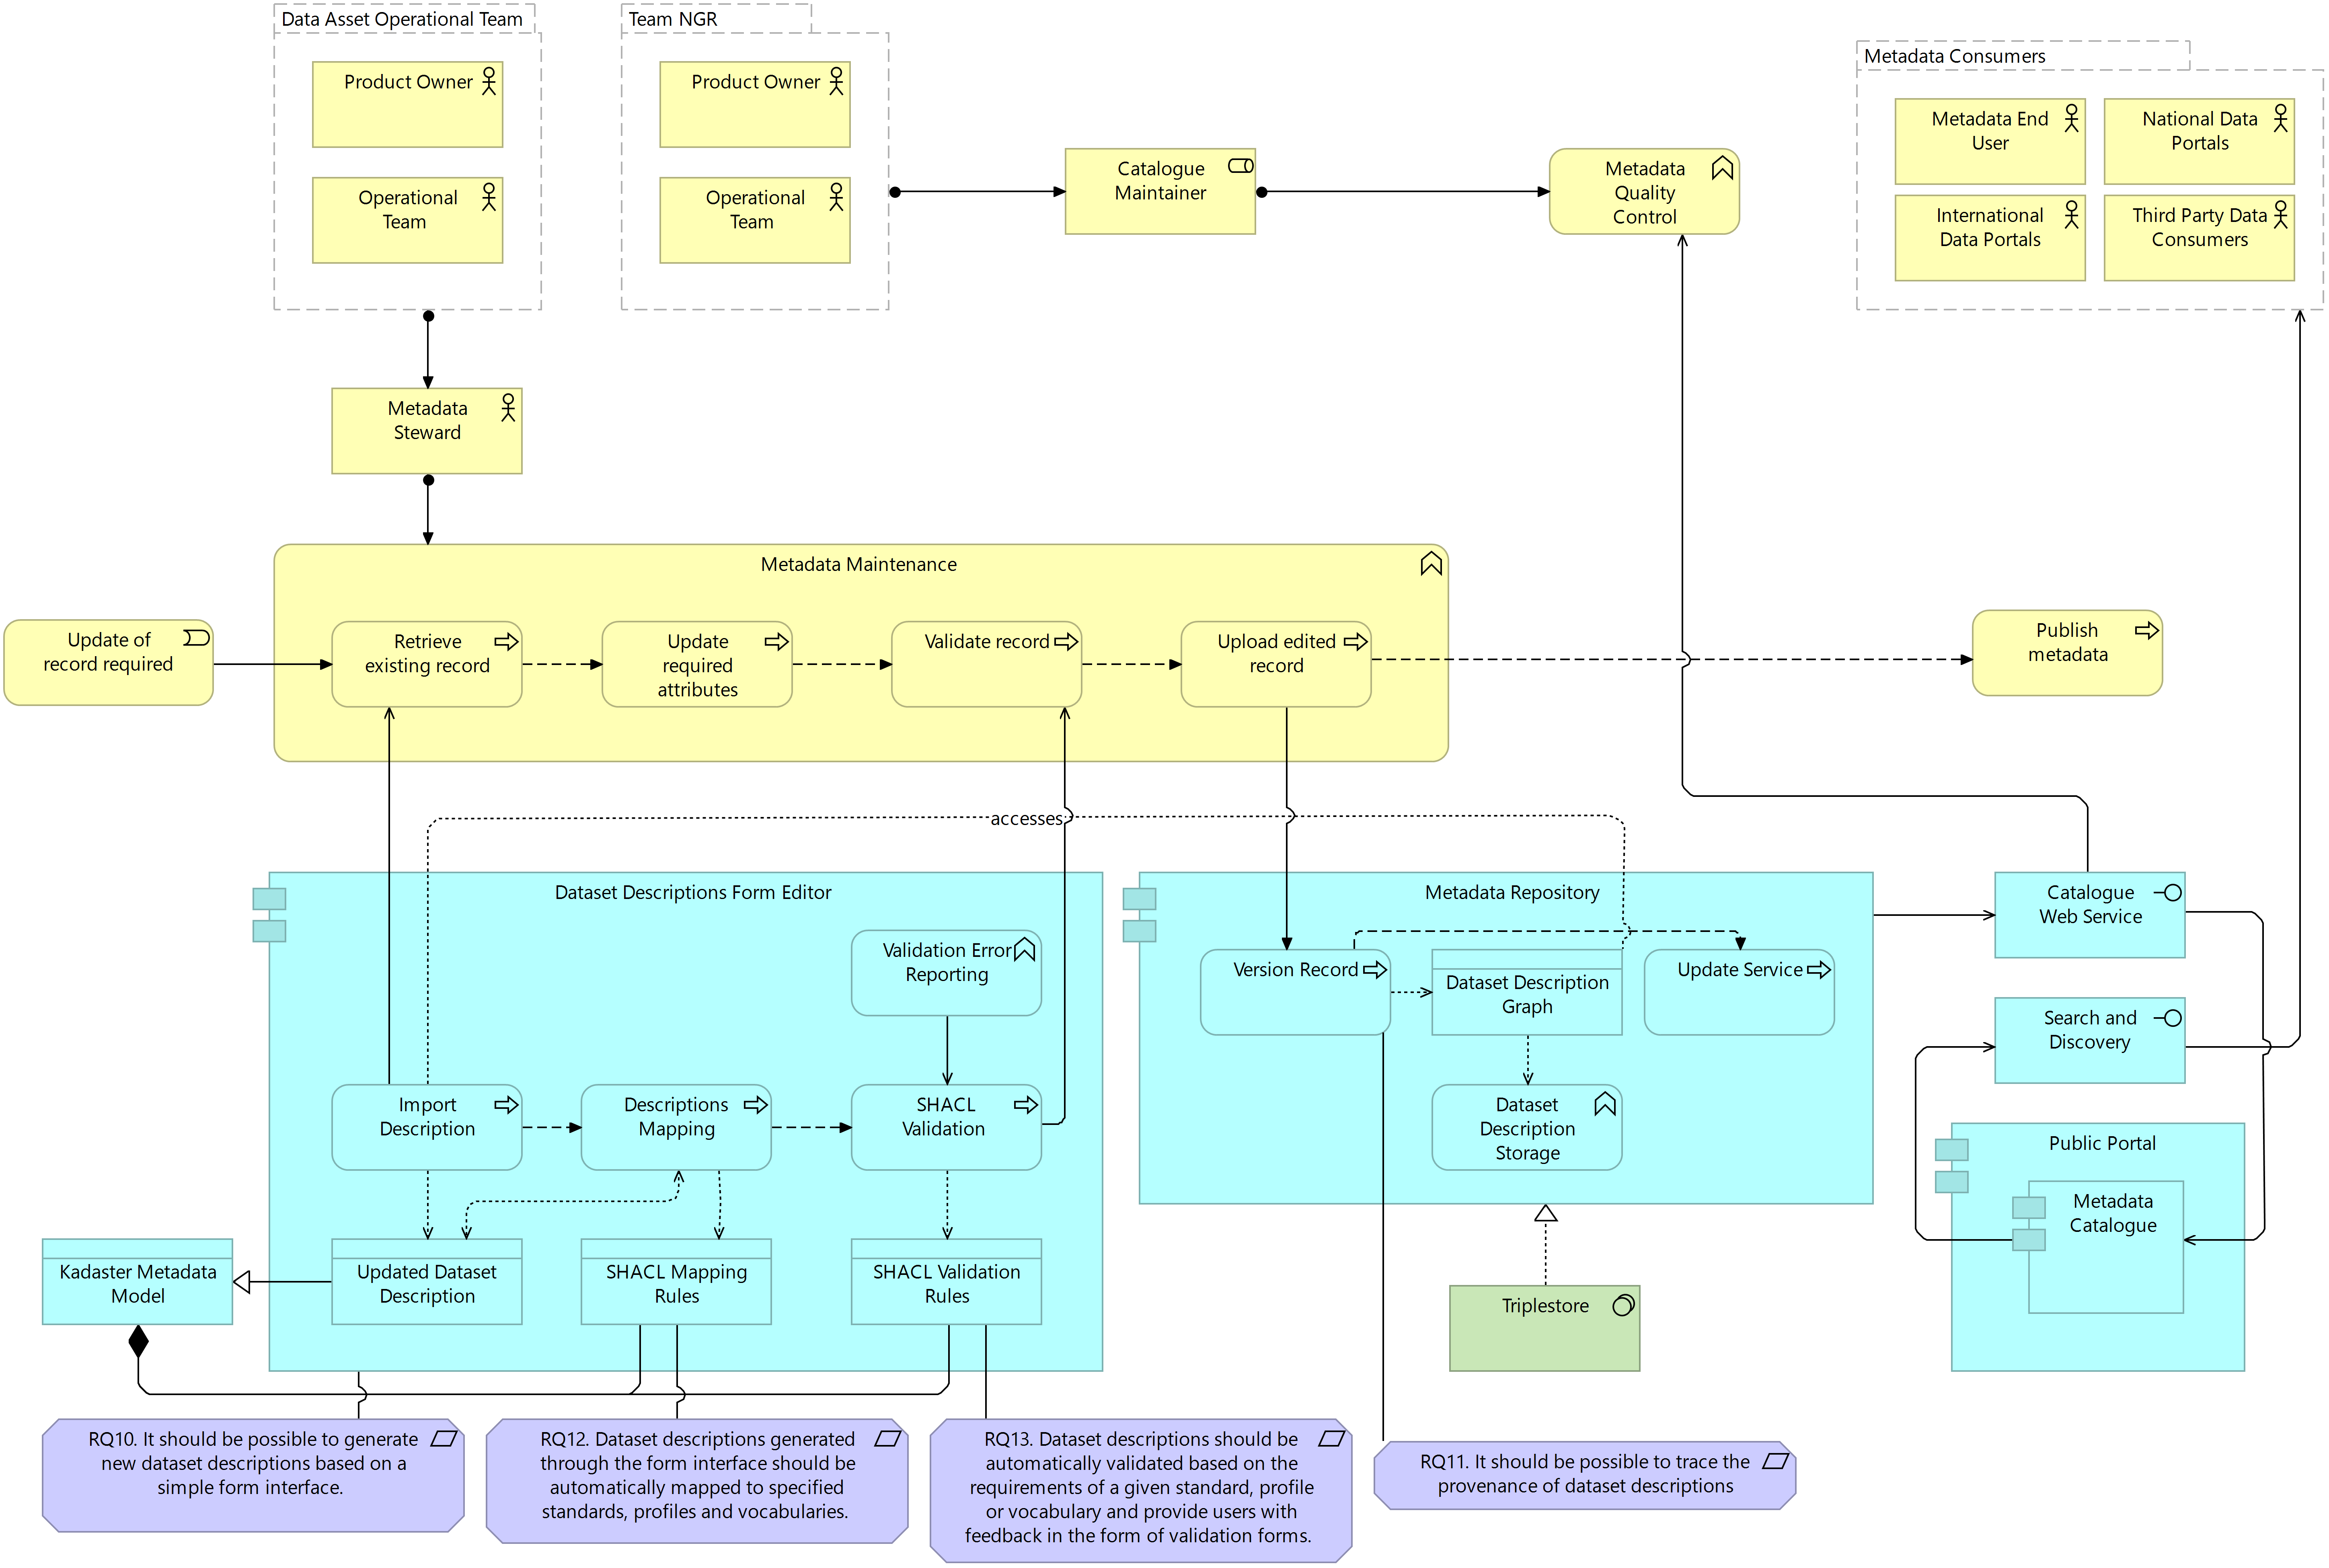 Data Asset Operational Team
Product Owner
Operational
Team
Team NGR
Product Owner
Operational
Team
Catalogue
Maintainer
Metadata
Quality
Control
Metadata Consumers
Metadata End
User
National Data
Portals
International
Data Portals
Third Party Data
Consumers
Metadata
Steward
Metadata Maintenance
Update of
record required
Retrieve
existing record
Update
required
attributes
Validate record
Upload edited
record
Publish
metadata
accesses
Dataset Descriptions Form Editor
Validation Error
Reporting
Import
Description
Descriptions
Mapping
SHACL
Validation
Kadaster Metadata
Model
Updated Dataset
Description
SHACL Mapping
Rules
SHACL Validation
Rules
Metadata Repository
Version Record
Dataset Description
Graph
Update Service
Dataset
Description
Storage
Triplestore
Catalogue
Web Service
Search and
Discovery
Public Portal
Metadata
Catalogue
RQ10. It should be possible to generate
new dataset descriptions based on a
simple form interface.
RQ12. Dataset descriptions generated
through the form interface should be
automatically mapped to specified
standards, profiles and vocabularies.
RQ13. Dataset descriptions should be
automatically validated based on the
requirements of a given standard, profile
or vocabulary and provide users with
feedback in the form of validation forms.
RQ11. It should be possible to trace the
provenance of dataset descriptions